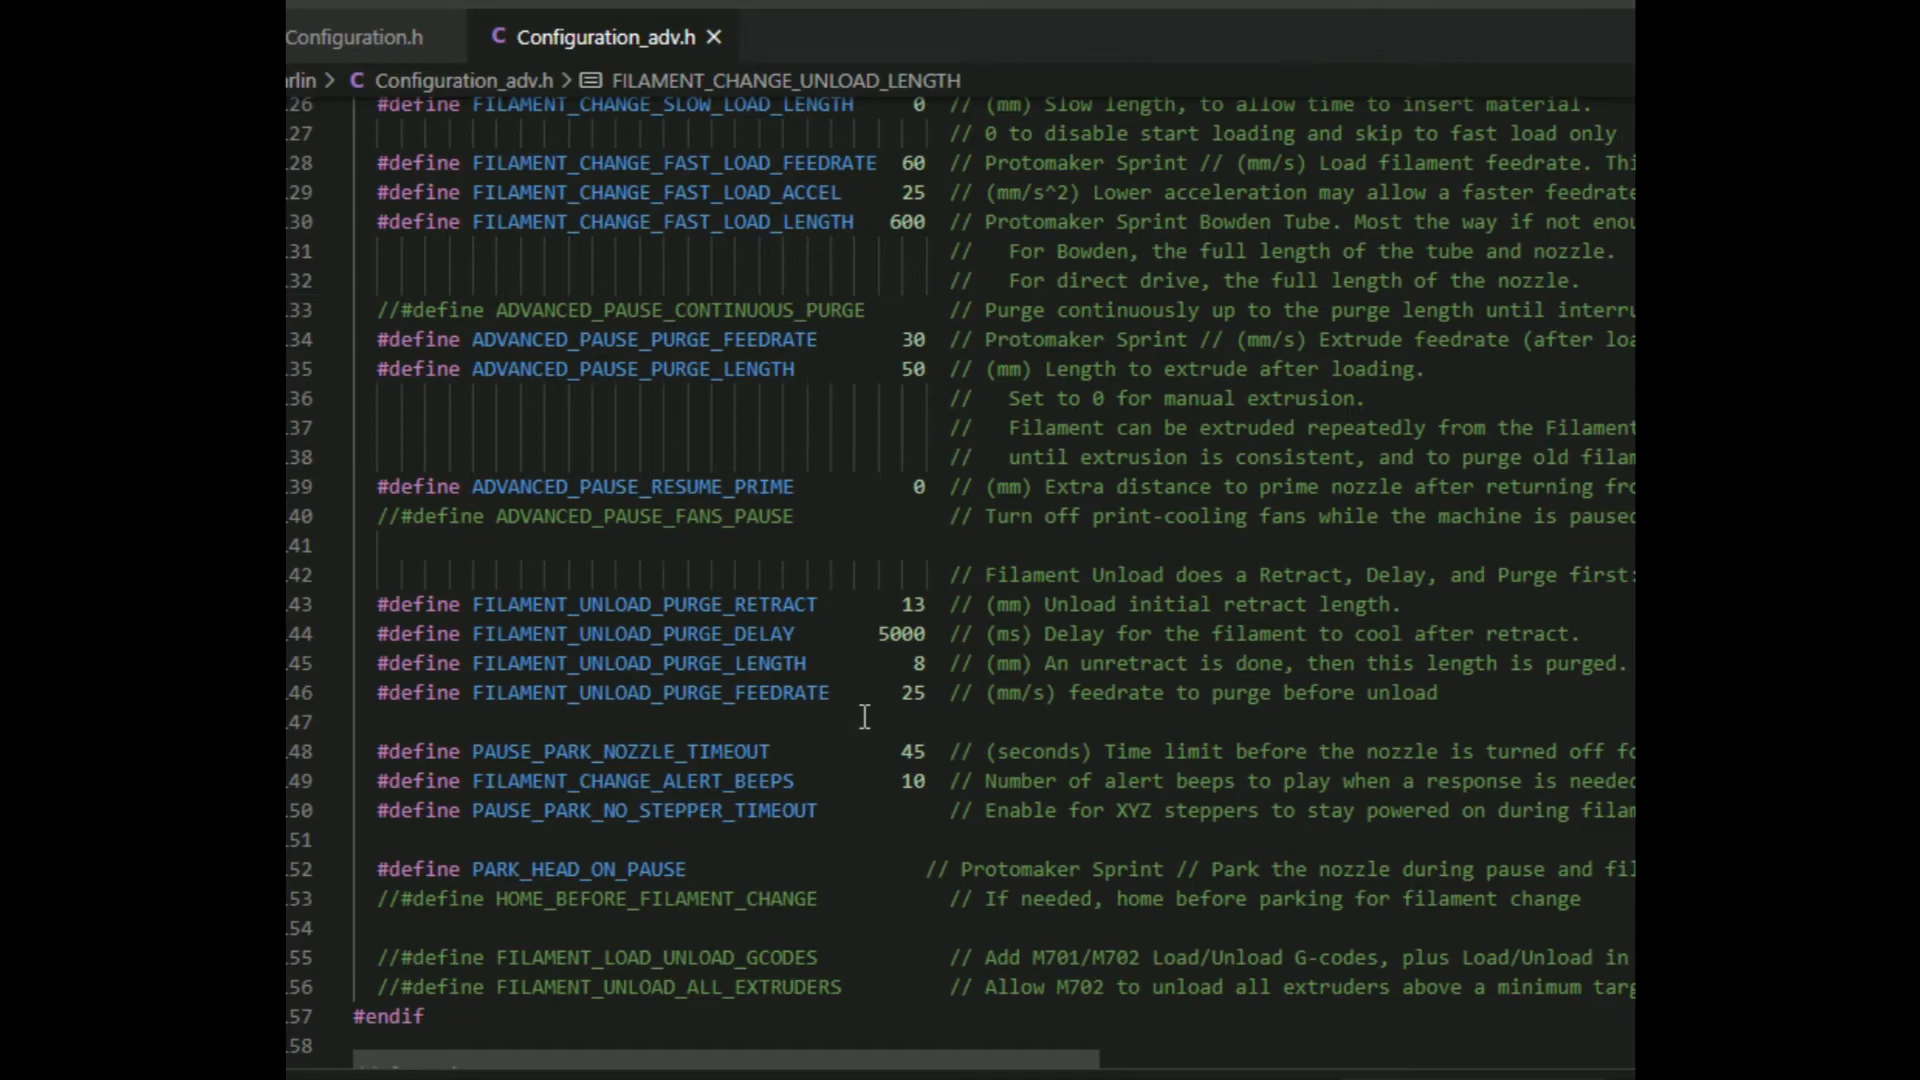 Configuration.h
C Configuration_adv.h ×
rlin > C Configuration_adv.h > FILAMENT_CHANGE_UNLOAD_LENGTH
.26 #define FILAMENT_CHANGE_SLOW_LOAD_LENGTH 0 // (mm) Slow length, to allow time to insert material.
.27 // 0 to disable start loading and skip to fast load only
.28 #define FILAMENT_CHANGE_FAST_LOAD_FEEDRATE 60 // Protomaker Sprint // (mm/s) Load filament feedrate. Thi
.29 #define FILAMENT_CHANGE_FAST_LOAD_ACCEL 25 // (mm/s^2) Lower acceleration may allow a faster feedrate
.30 #define FILAMENT_CHANGE_FAST_LOAD_LENGTH 600 // Protomaker Sprint Bowden Tube. Most the way if not enou
.31 // For Bowden, the full length of the tube and nozzle.
.32 // For direct drive, the full length of the nozzle.
.33 //#define ADVANCED_PAUSE_CONTINUOUS_PURGE // Purge continuously up to the purge length until interru
.34 #define ADVANCED_PAUSE_PURGE_FEEDRATE 30 // Protomaker Sprint // (mm/s) Extrude feedrate (after loa
.35 #define ADVANCED_PAUSE_PURGE_LENGTH 50 // (mm) Length to extrude after loading.
.36 // Set to 0 for manual extrusion.
.37 // Filament can be extruded repeatedly from the Filament
.38 // until extrusion is consistent, and to purge old filam
.39 #define ADVANCED_PAUSE_RESUME_PRIME 0 // (mm) Extra distance to prime nozzle after returning fro
.40 //#define ADVANCED_PAUSE_FANS_PAUSE // Turn off print-cooling fans while the machine is paused
.41
.42 // Filament Unload does a Retract, Delay, and Purge first:
.43 #define FILAMENT_UNLOAD_PURGE_RETRACT 13 // (mm) Unload initial retract length.
.44 #define FILAMENT_UNLOAD_PURGE_DELAY 5000 // (ms) Delay for the filament to cool after retract.
.45 #define FILAMENT_UNLOAD_PURGE_LENGTH 8 // (mm) An unretract is done, then this length is purged.
.46 #define FILAMENT_UNLOAD_PURGE_FEEDRATE 25 // (mm/s) feedrate to purge before unload
.47
.48 #define PAUSE_PARK_NOZZLE_TIMEOUT 45 // (seconds) Time limit before the nozzle is turned off fo
.49 #define FILAMENT_CHANGE_ALERT_BEEPS 10 // Number of alert beeps to play when a response is needed
.50 #define PAUSE_PARK_NO_STEPPER_TIMEOUT // Enable for XYZ steppers to stay powered on during filam
.51
.52 #define PARK_HEAD_ON_PAUSE // Protomaker Sprint // Park the nozzle during pause and fil
.53 //#define HOME_BEFORE_FILAMENT_CHANGE // If needed, home before parking for filament change
.54
.55 //#define FILAMENT_LOAD_UNLOAD_GCODES // Add M701/M702 Load/Unload G-codes, plus Load/Unload in
.56 //#define FILAMENT_UNLOAD_ALL_EXTRUDERS // Allow M702 to unload all extruders above a minimum targ
.57 #endif
.58